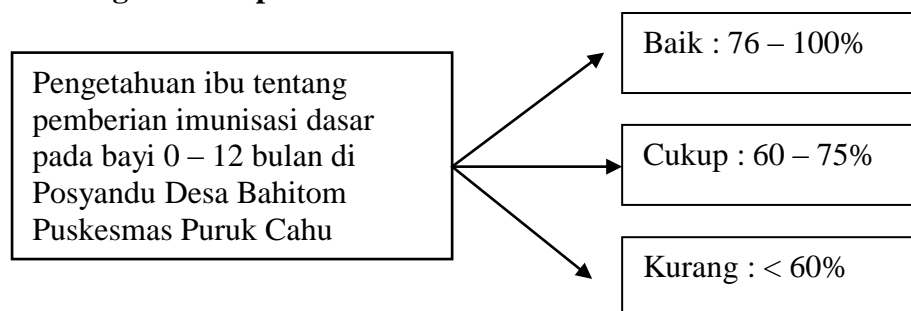 Pengetahuan ibu tentang
pemberian imunisasi dasar
pada bayi 0 – 12 bulan di
Posyandu Desa Bahitom
Puskesmas Puruk Cahu
Baik : 76 – 100%
Cukup : 60 – 75%
Kurang : < 60%